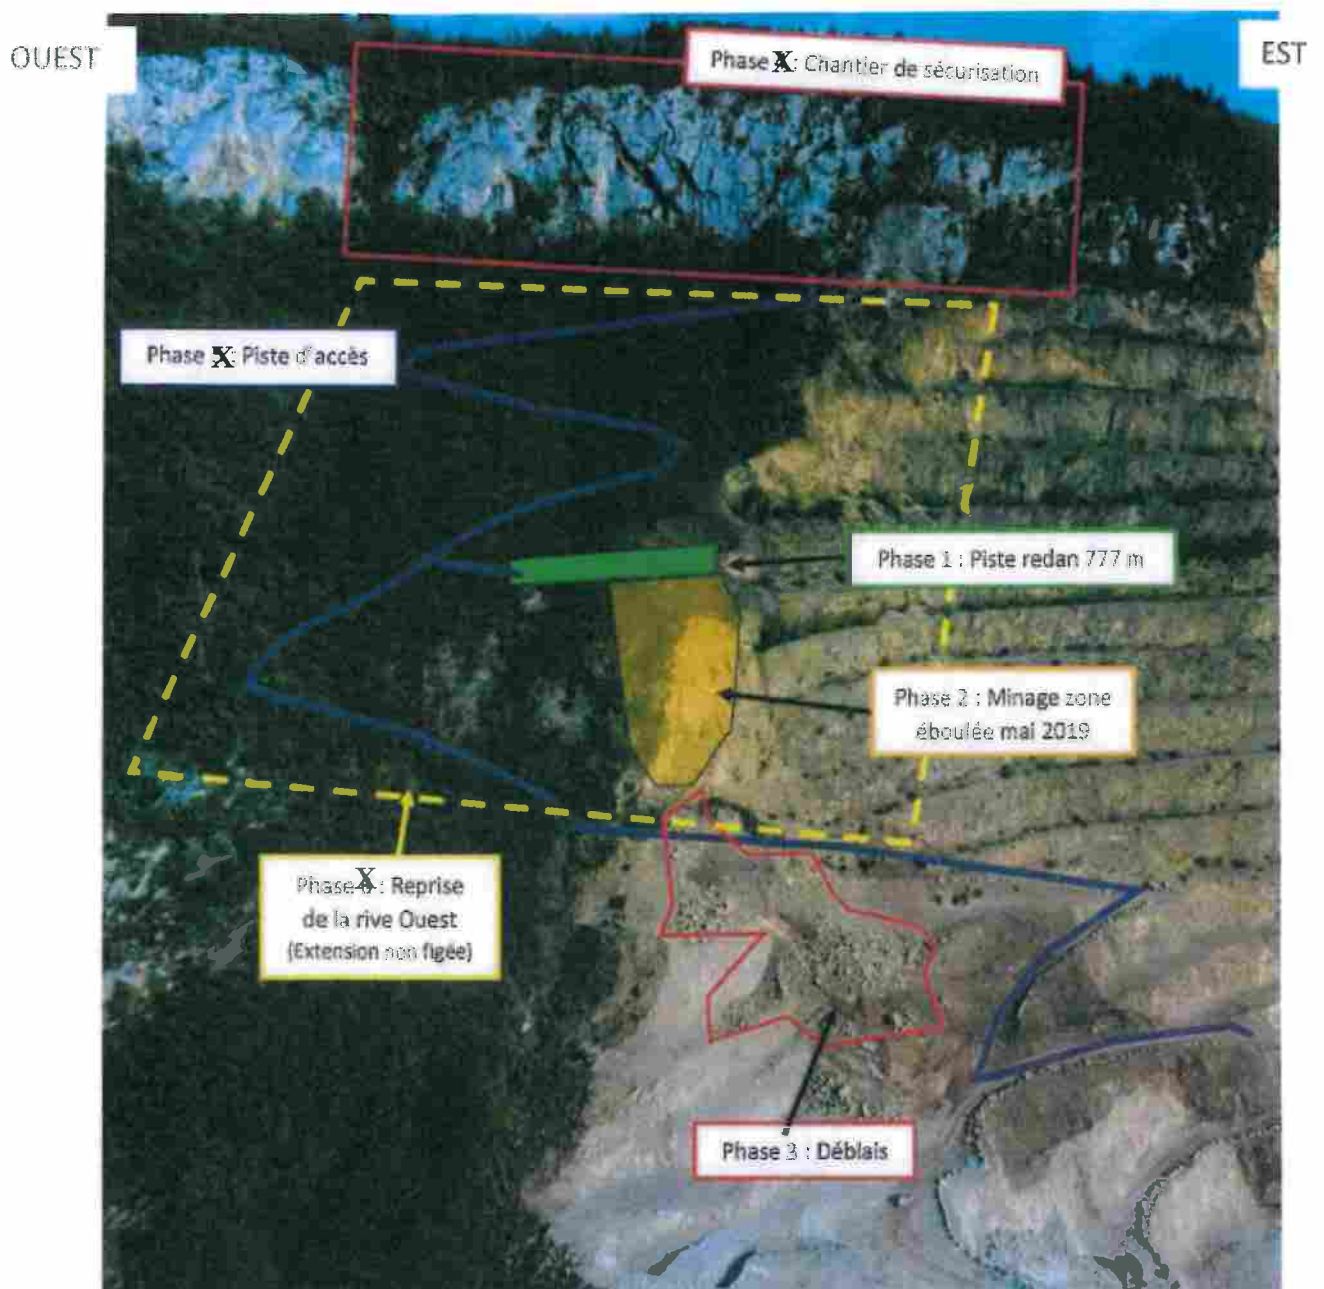 OUEST
EST
Phase X: Chantier de sécurisation
Phase X: Piste d'accès
Phase 1 : Piste redan 777 m
Phase 2 : Minage zone
éboulée mai 2019
Phase X : Reprise
de la rive Ouest
(Extension non figée)
Phase 3 : Déblais